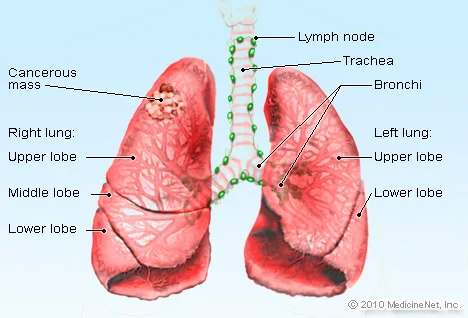 Lymph node
Trachea
Bronchi
Cancerous
mass
Right lung:
Upper lobe
Middle lobe
Lower lobe
Left lung:
Upper lobe
Lower lobe
© 2010 MedicineNet, Inc.